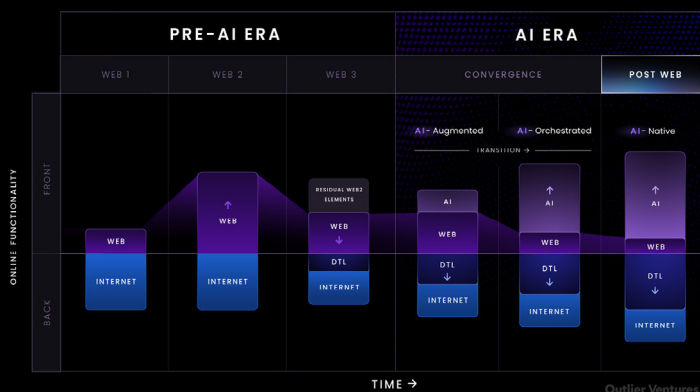 PRE-AI ERA
AI ERA
WEB 1
WEB 2
WEB 3
CONVERGENCE
POST WEB
ONLINE FUNCTIONALITY
FRONT
BACK
AI- Augmented
AI- Orchestrated
AI- Native
TRANSITION →
WEB
INTERNET
↑
WEB
INTERNET
RESIDUAL WEB2
ELEMENTS
WEB
↓
DTL
INTERNET
AI
WEB
DTL
↓
INTERNET
↑
AI
WEB
DTL
↓
INTERNET
↑
AI
WEB
DTL
↓
INTERNET
TIME →
Outlier Ventures